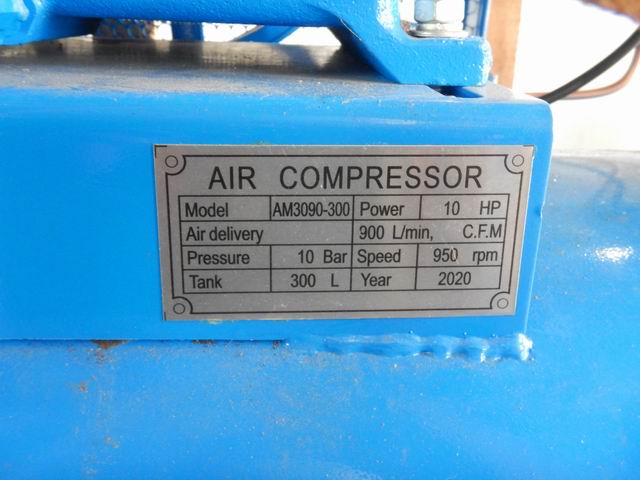 AIR COMPRESSOR
Model AM3090-300 Power 10 HP
Air delivery 900 L/min, C.F.M
Pressure 10 Bar Speed 950 rpm
Tank 300 L Year 2020